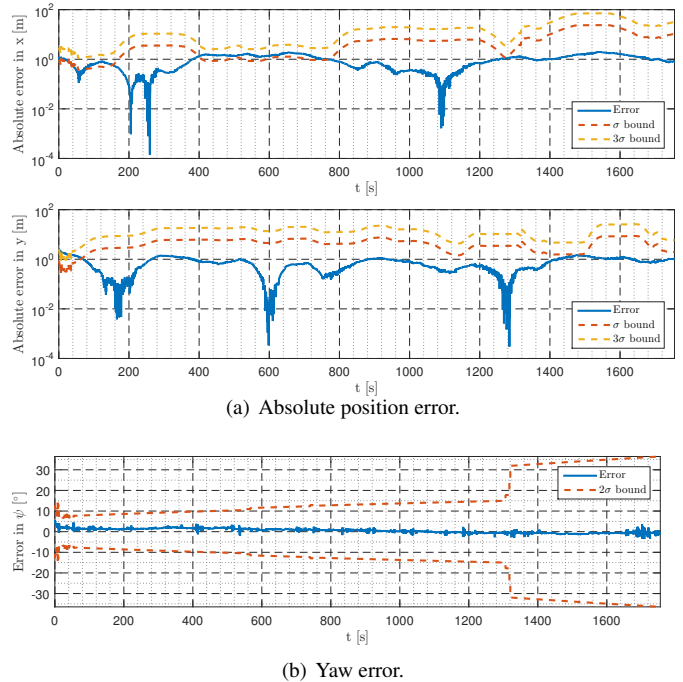 Absolute error in x [m]
10^2
10^0
10^-2
10^-4
Error
σ bound
3σ bound
0 200 400 600 800 1000 1200 1400 1600
t [s]
Absolute error in y [m]
10^2
10^0
10^-2
10^-4
Error
σ bound
3σ bound
0 200 400 600 800 1000 1200 1400 1600
t [s]
(a) Absolute position error.
Error in ψ [°]
30
20
10
0
-10
-20
-30
Error
2σ bound
0 200 400 600 800 1000 1200 1400 1600
t [s]
(b) Yaw error.